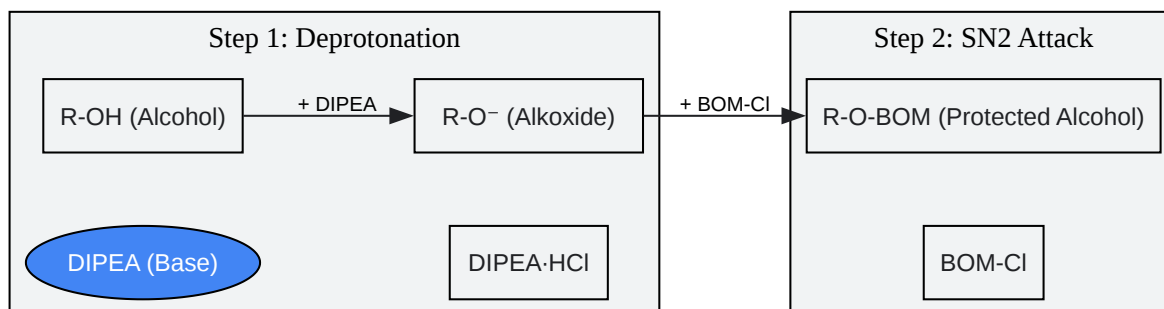 Step 1: Deprotonation
Step 2: SN2 Attack
R-OH (Alcohol)
+ DIPEA
R-O⁻ (Alkoxide)
+ BOM-Cl
R-O-BOM (Protected Alcohol)
DIPEA (Base)
DIPEA·HCl
BOM-Cl